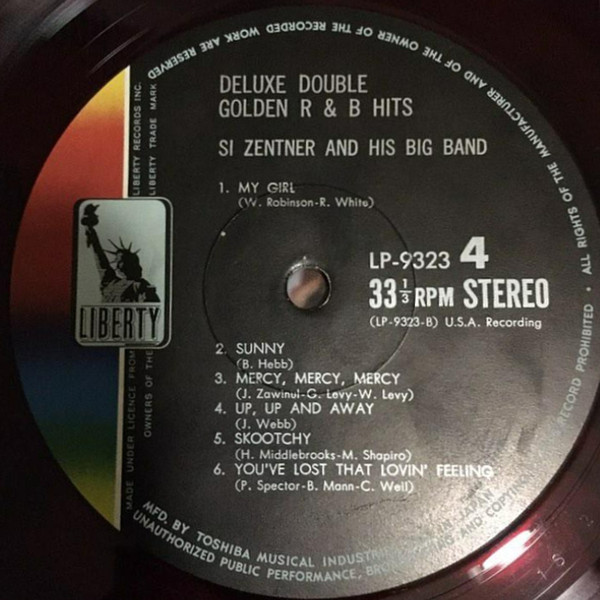 DELUXE DOUBLE
GOLDEN R & B HITS
SI ZENTNER AND HIS BIG BAND
1. MY GIRL
(W. Robinson-R. White)
LP-9323 4
33 1/3 RPM STEREO
(LP-9323-B) U.S.A. Recording
LIBERTY
2. SUNNY
(B. Hebb)
3. MERCY, MERCY, MERCY
(J. Zawinul-G. Levy-W. Levy)
4. UP, UP AND AWAY
(J. Webb)
5. SKOOTCHY
(H. Middlebrooks-M. Shapiro)
6. YOU'VE LOST THAT LOVIN' FEELING
(P. Spector-B. Mann-C. Weil)
MADE UNDER LICENCE FROM LIBERTY RECORDS INC.
OWNERS OF THE LIBERTY TRADE MARK
MFD. BY TOSHIBA MUSICAL JAPAN
ALL RIGHTS OF THE MANUFACTURER AND OF THE OWNER OF THE RECORDED WORK ARE RESERVED
UNAUTHORIZED PUBLIC PERFORMANCE, AND RECORD PROHIBITED